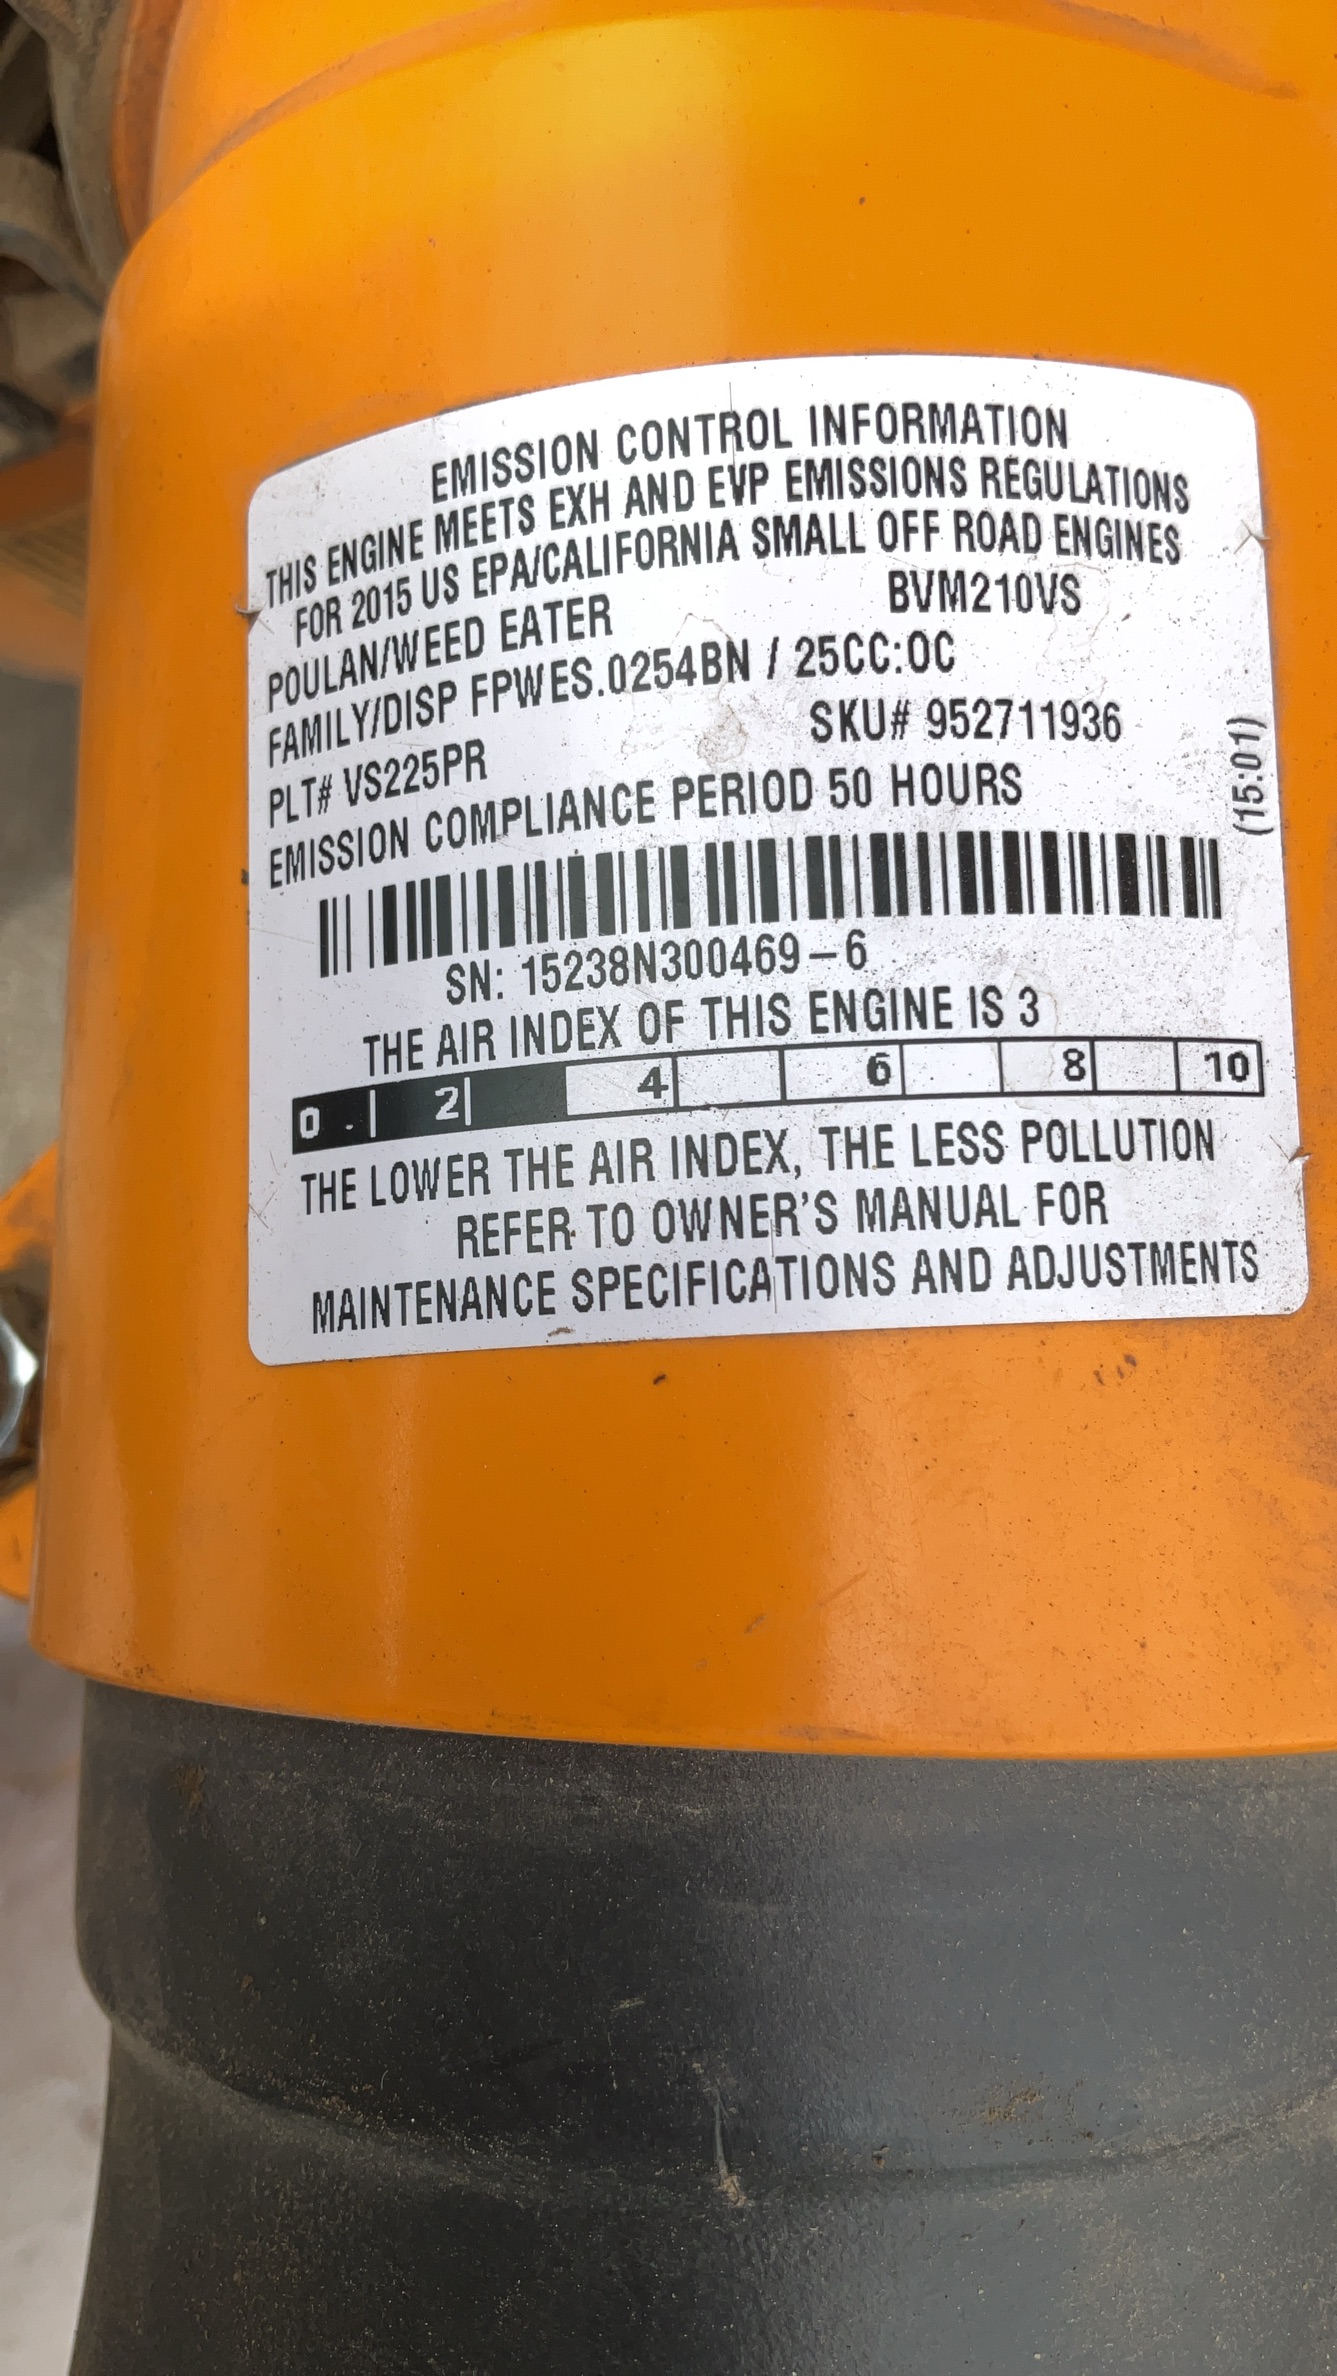 EMISSION CONTROL INFORMATION
THIS ENGINE MEETS EXH AND EVP EMISSIONS REGULATIONS
FOR 2015 US EPA/CALIFORNIA SMALL OFF ROAD ENGINES
POULAN/WEED EATER BVM210VS
FAMILY/DISP FPWES.0254BN / 25CC:OC
PLT# VS225PR SKU# 952711936
EMISSION COMPLIANCE PERIOD 50 HOURS
(15:01)
SN: 15238N300469-6
THE AIR INDEX OF THIS ENGINE IS 3
0 2 4 6 8 10
THE LOWER THE AIR INDEX, THE LESS POLLUTION
REFER TO OWNER'S MANUAL FOR
MAINTENANCE SPECIFICATIONS AND ADJUSTMENTS